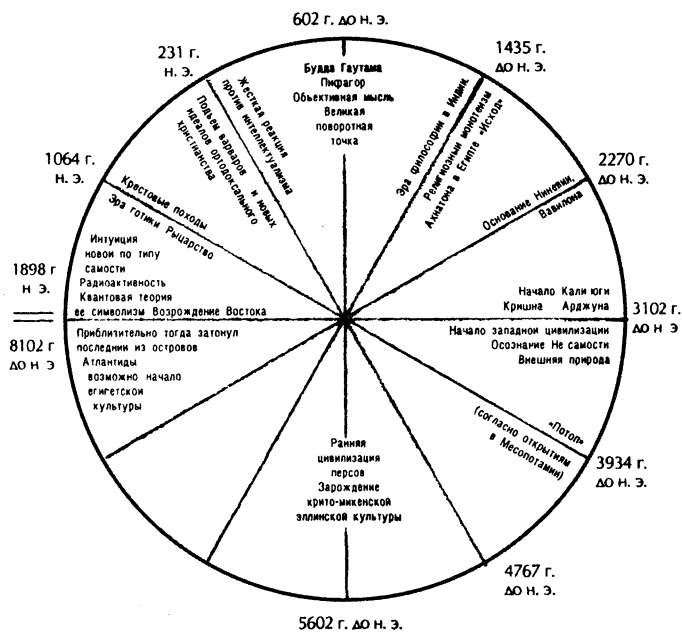 602 г. ДО Н. Э.
Будда Гаутама
Пифагор
Объективная мысль
Великая
поворотная
точка
1435 г.
ДО Н. Э.
Эра философии в Индии.
Религиозный монотеизм
Ахнатона в Египте «Исход»
2270 г.
ДО Н. Э.
Основание Ниневии,
Вавилона
Начало Кали юги
Кришна Арджуна
3102 г.
ДО Н Э
Начало западной цивилизации
Осознание Не самости
Внешняя природа
«Потоп»
(согласно открытиям
в Месопотамии)
3934 г.
ДО Н. Э.
4767 г.
ДО Н. Э.
Ранняя
цивилизация
персов
Зарождение
крито-микенской
эллинской культуры
5602 г. ДО Н. Э.
8102 г
ДО Н Э
Приблизительно тогда затонул
последний из островов
Атлантиды
возможно начало
египетской
культуры
1898 г
Н Э.
Интуиция
новои по типу
самости
Радиоактивность
Квантовая теория
ее символизм Возрождение Востока
1064 г.
Н. Э.
Крестовые походы
Эра готики Рыцарство
231 г.
Н. Э.
Жесткая реакция
против интеллектуализма
Подъем варваров и новых
идеалов ортодоксального
христианства